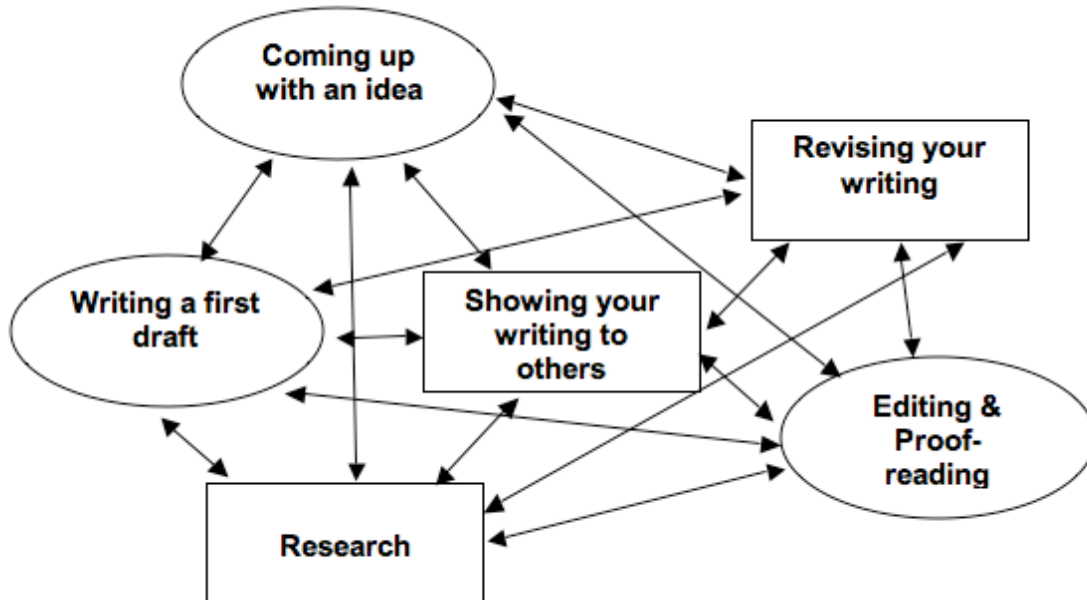 Coming up
with an idea
Revising your
writing
Writing a first
draft
Showing your
writing to
others
Editing &
Proof-
reading
Research